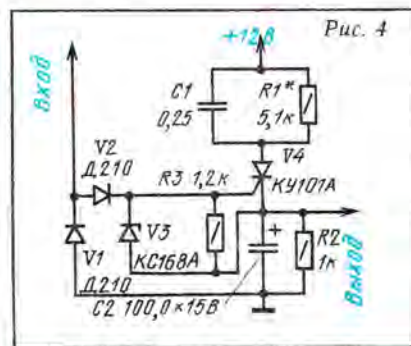 Рис. 4
+12 В
Вход
C1
0,25
R1*
5,1к
V2
Д210
V4
КУ101А
R3 1,2к
V3
КС168А
V1
Д210
R2
1к
C2 100,0×15В
Выход